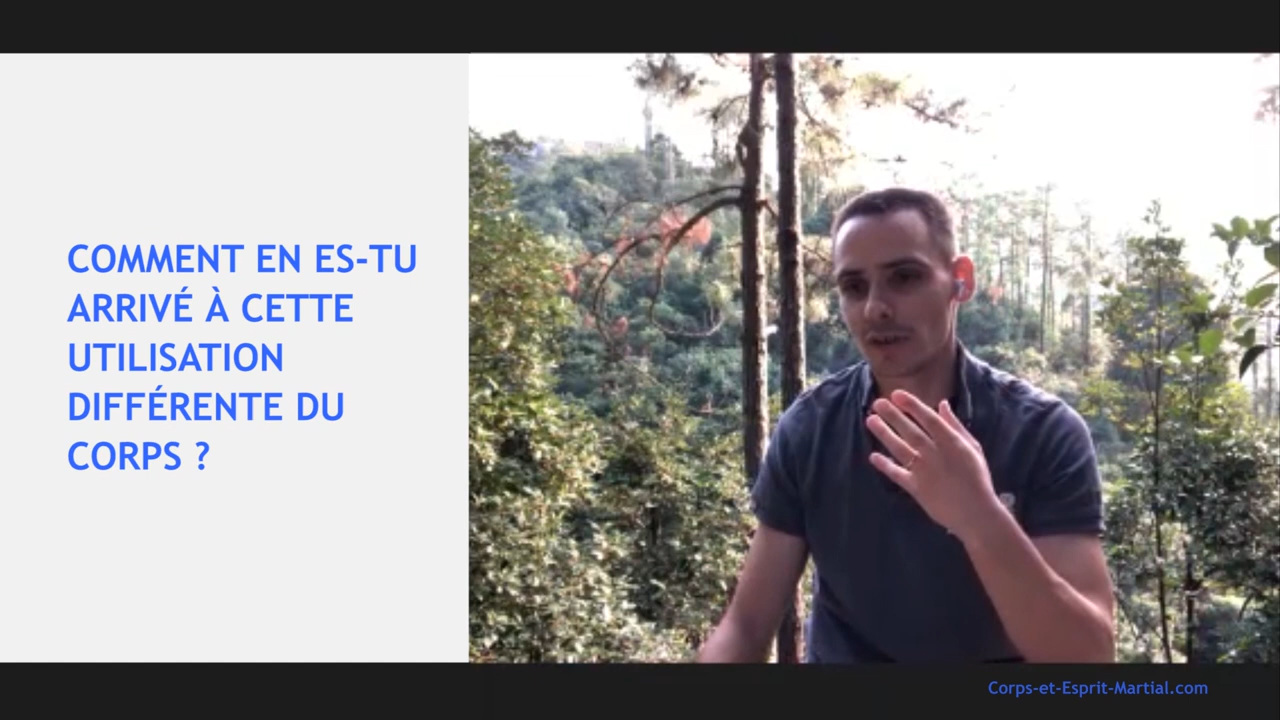 COMMENT EN ES-TU
ARRIVÉ À CETTE
UTILISATION
DIFFÉRENTE DU
CORPS ?
Corps-et-Esprit-Martial.com